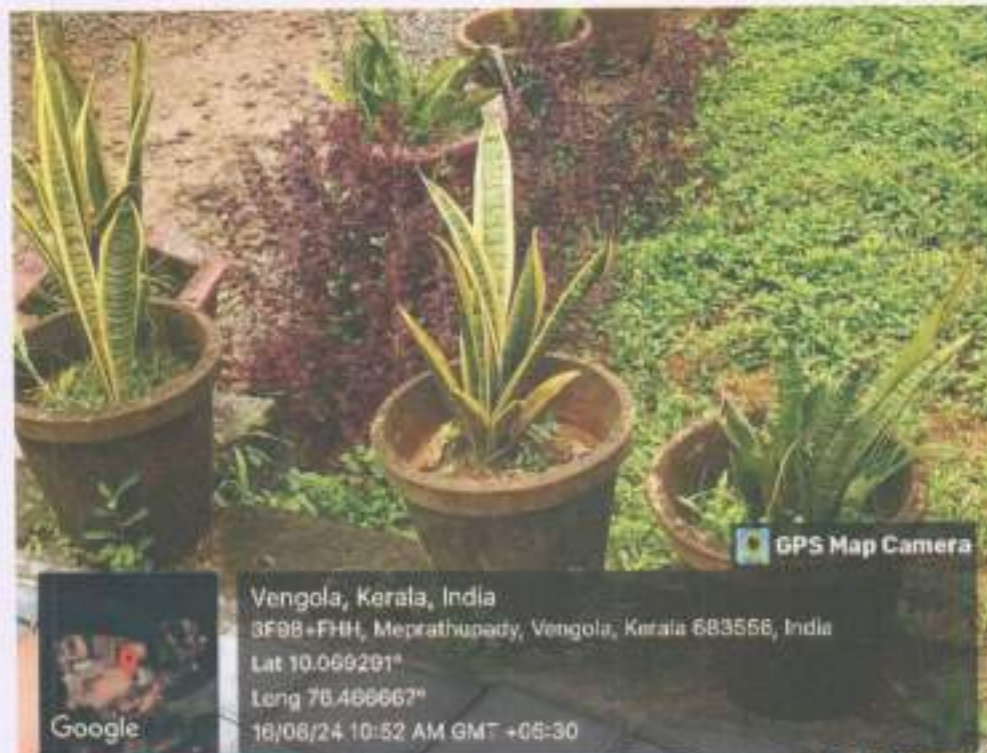 GPS Map Camera
Vengola, Kerala, India
3F98+FHH, Meprathupady, Vengola, Kerala 683556, India
Lat 10.069291°
Long 76.466667°
16/08/24 10:52 AM GMT +05:30
Google